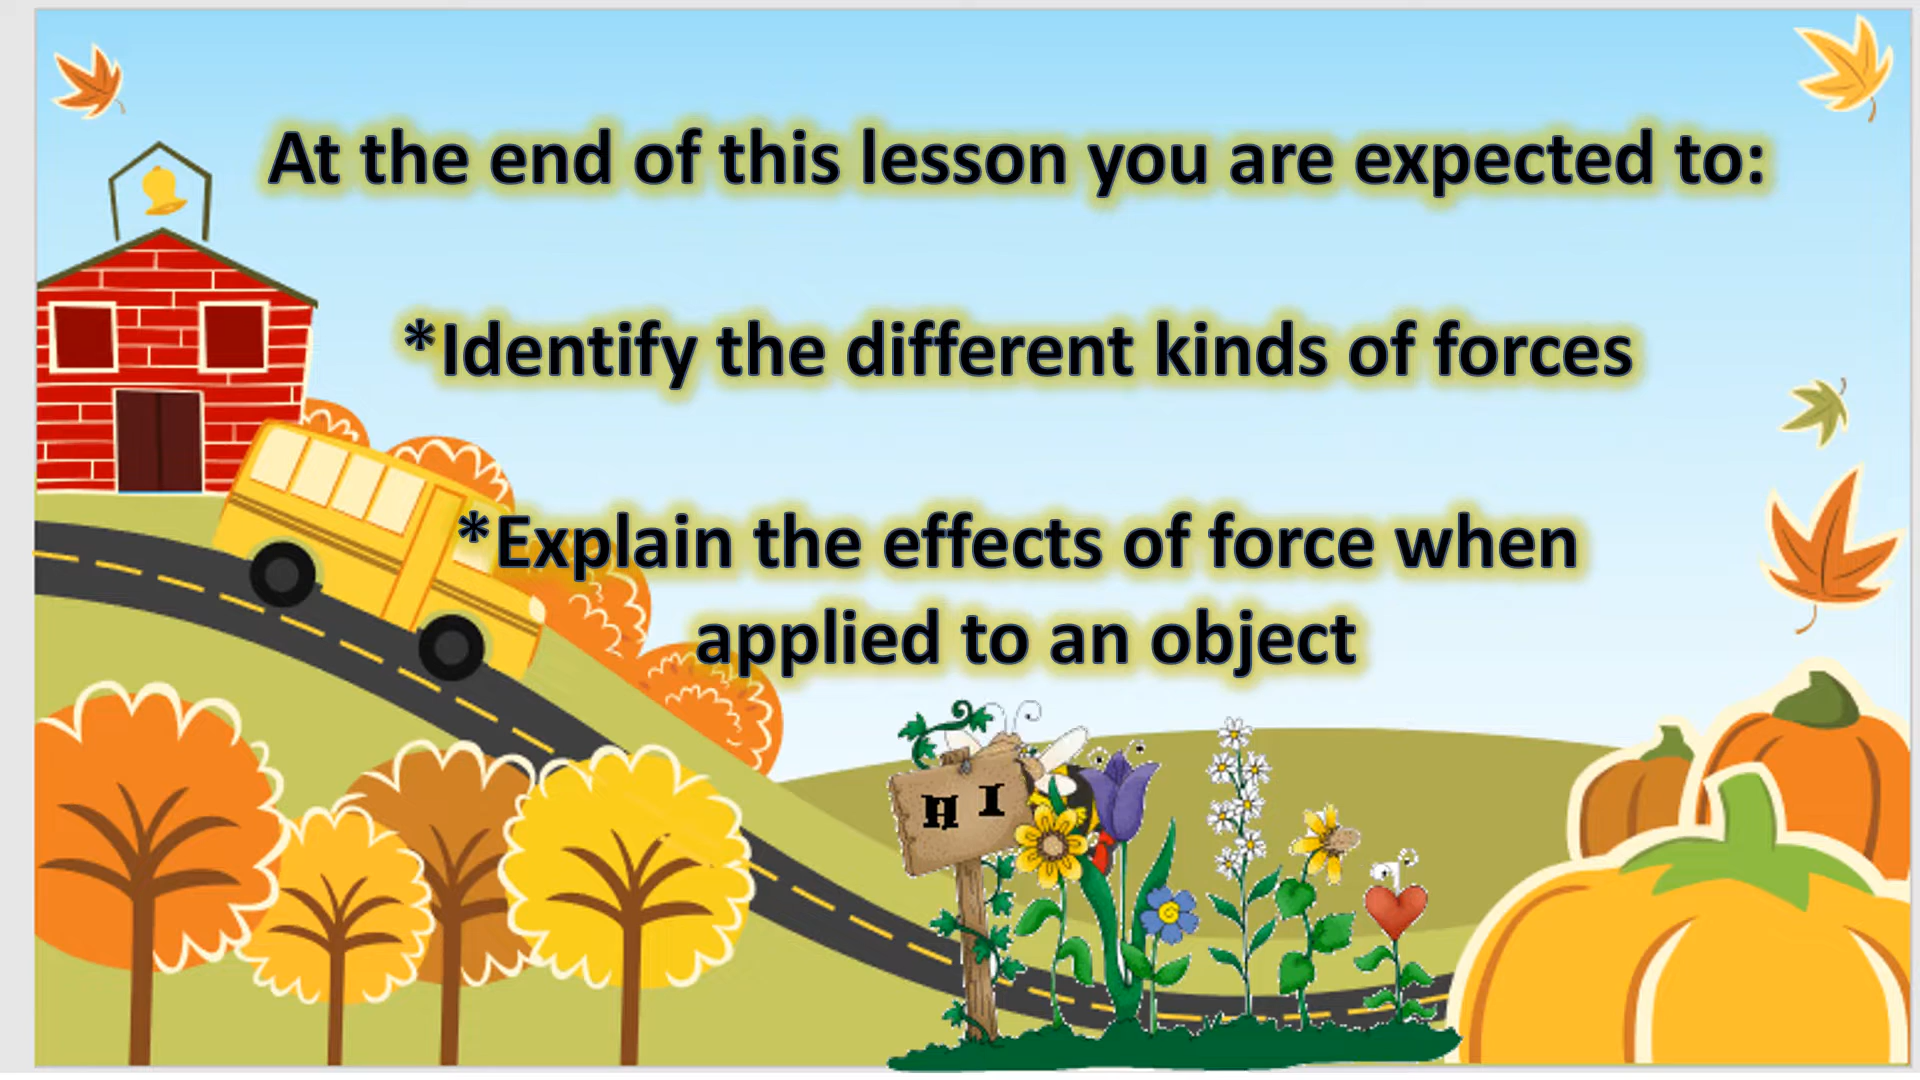 At the end of this lesson you are expected to:
*Identify the different kinds of forces
*Explain the effects of force when
applied to an object
H I